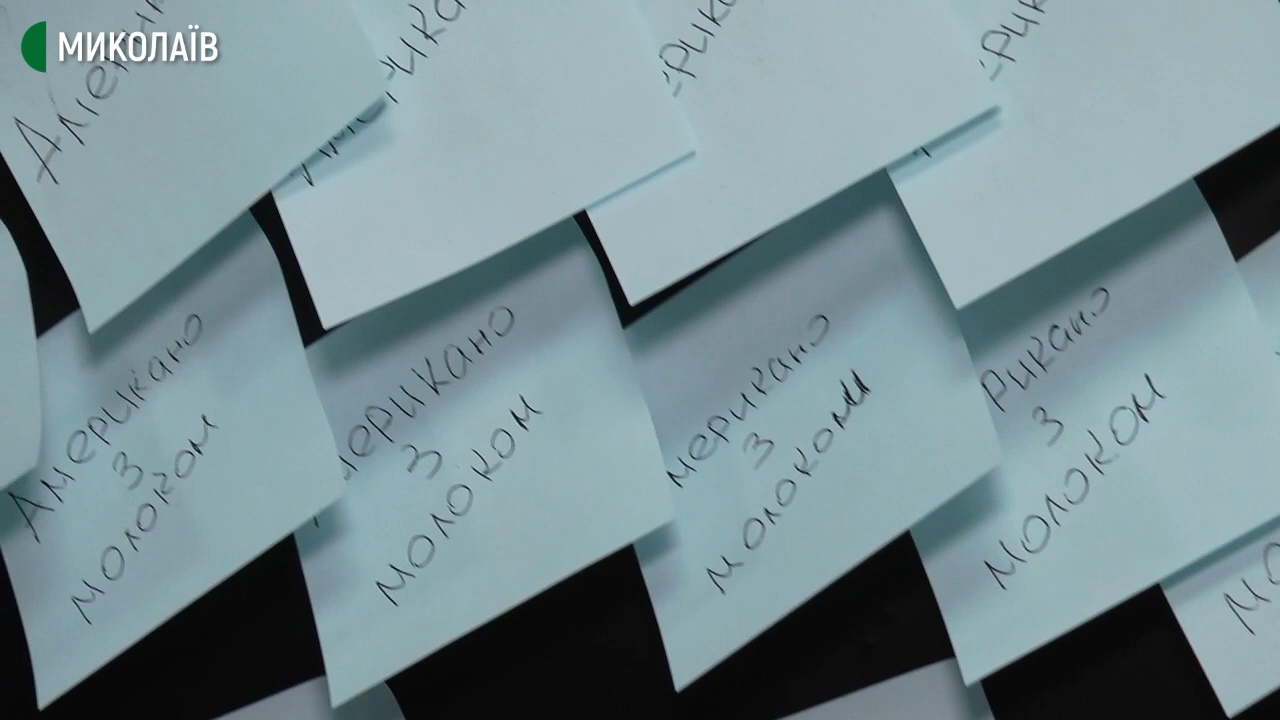 МИКОЛАЇВ
Американо
з
молоком
мерикано
з
молоком
мерикано
з
молоком
рикано
з
молоком